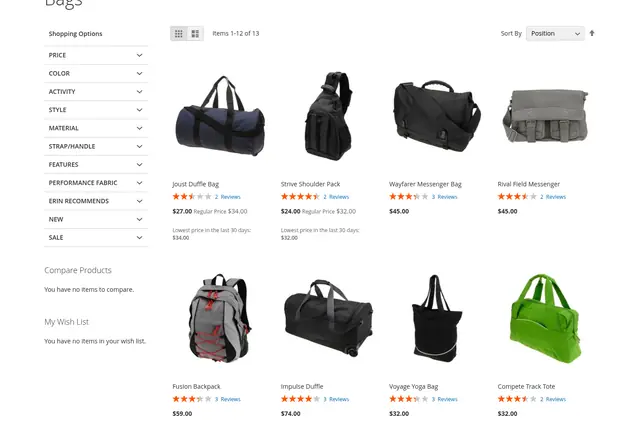 Bags
Shopping Options
Items 1-12 of 13
Sort By Position
PRICE
COLOR
ACTIVITY
STYLE
MATERIAL
STRAP/HANDLE
FEATURES
PERFORMANCE FABRIC
ERIN RECOMMENDS
NEW
SALE
Compare Products
You have no items to compare.
My Wish List
You have no items in your wish list.
Joust Duffle Bag
2 Reviews
$27.00 Regular Price $34.00
Lowest price in the last 30 days:
$34.00
Strive Shoulder Pack
2 Reviews
$24.00 Regular Price $32.00
Lowest price in the last 30 days:
$32.00
Wayfarer Messenger Bag
3 Reviews
$45.00
Rival Field Messenger
2 Reviews
$45.00
Fusion Backpack
3 Reviews
$59.00
Impulse Duffle
3 Reviews
$74.00
Voyage Yoga Bag
3 Reviews
$32.00
Compete Track Tote
2 Reviews
$32.00